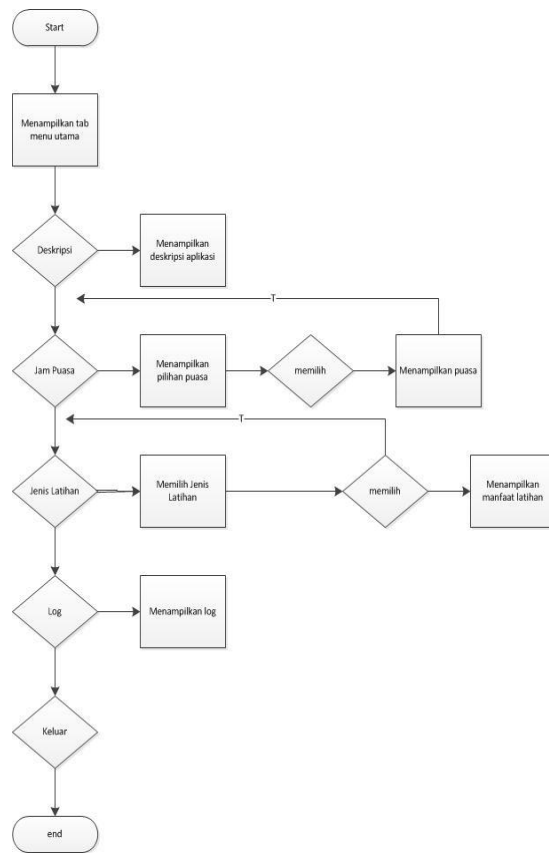 Start
Menampilkan tab
menu utama
Deskripsi
Menampilkan
deskripsi aplikasi
T
Jam Puasa
Menampilkan
pilihan puasa
memilih
Menampilkan puasa
T
Jenis Latihan
Memilih Jenis
Latihan
memilih
Menampilkan
manfaat latihan
Log
Menampilkan log
Keluar
end